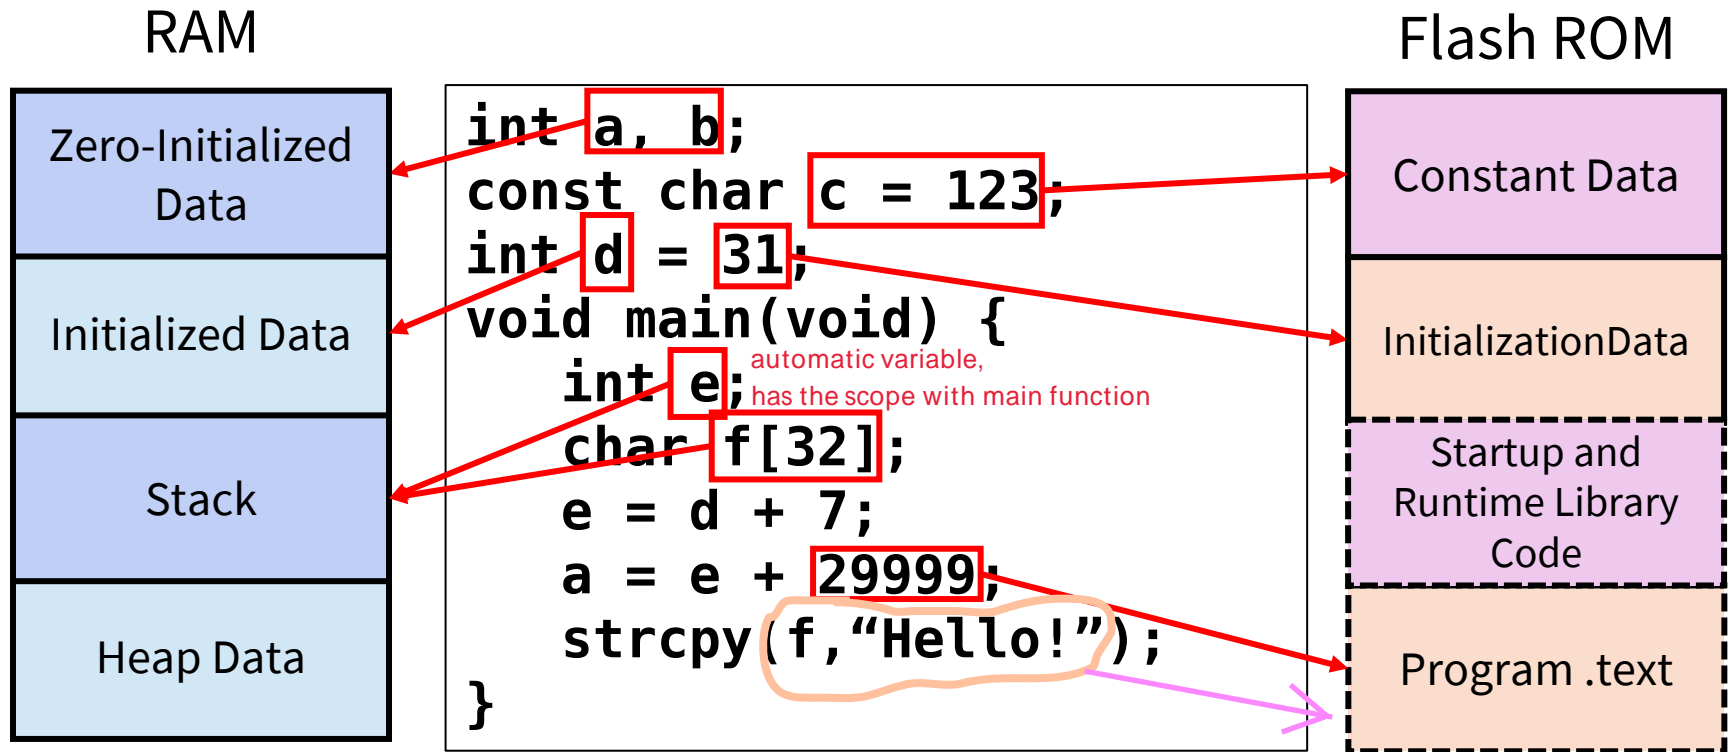 RAM
Zero-Initialized
Data
Initialized Data
Stack
Heap Data
int a, b;
const char c = 123;
int d = 31;
void main(void) {
int e;
automatic variable,
has the scope with main function
char f[32];
e = d + 7;
a = e + 29999;
strcpy(f,“Hello!”);
}
Flash ROM
Constant Data
InitializationData
Startup and
Runtime Library
Code
Program .text